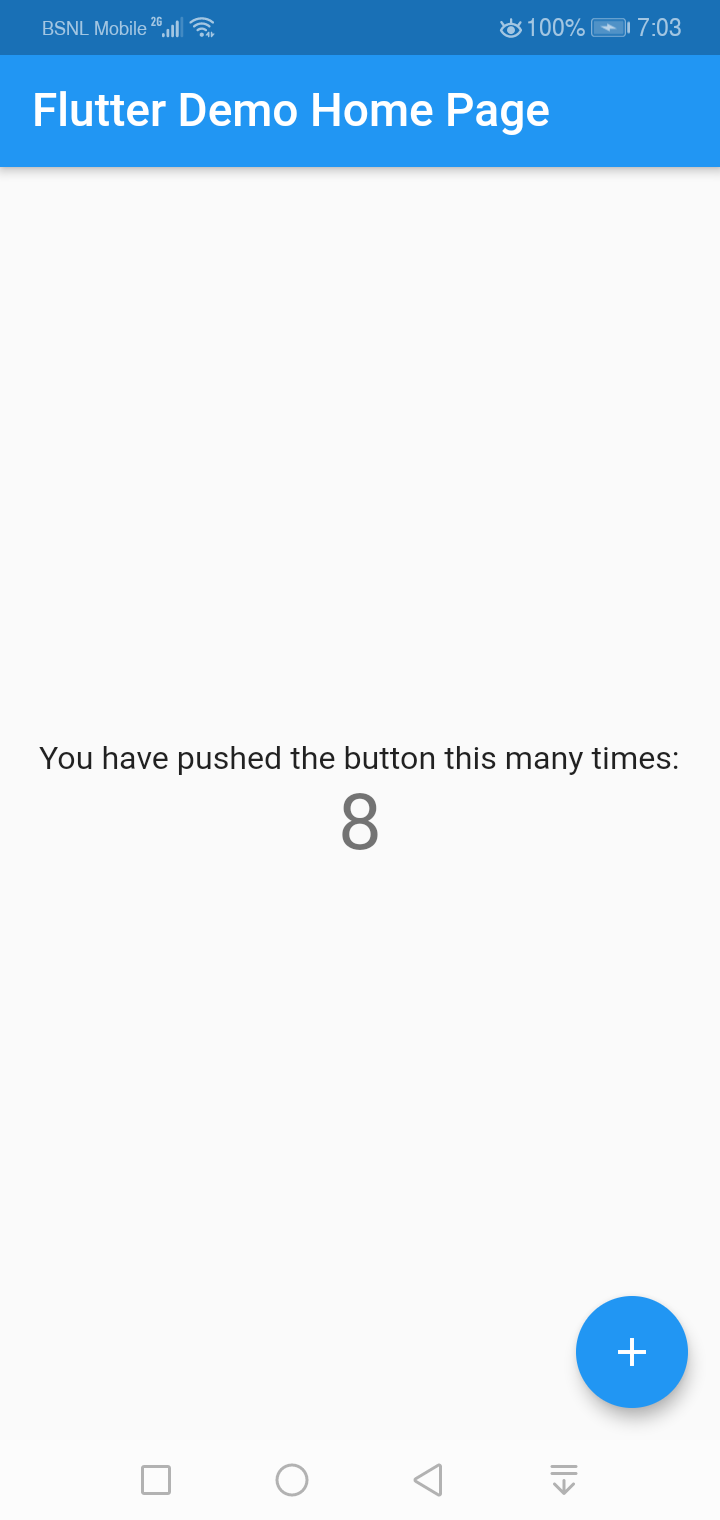 BSNL Mobile 2G 100% 7:03
Flutter Demo Home Page
You have pushed the button this many times:
8
+